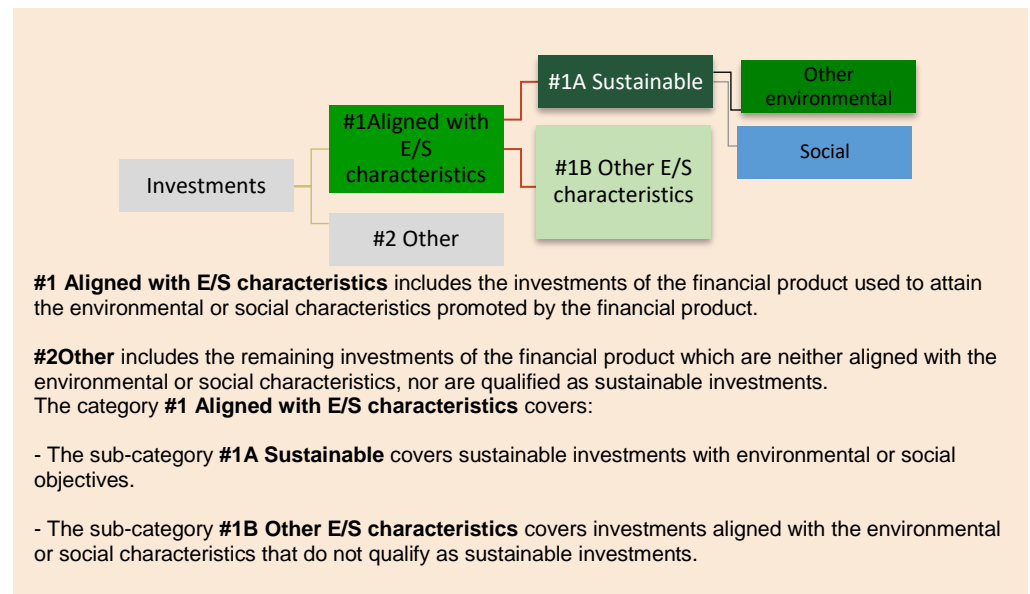 #1A Sustainable
Other
environmental
#1Aligned with
E/S
characteristics
Social
#1B Other E/S
characteristics
Investments
#2 Other
#1 Aligned with E/S characteristics includes the investments of the financial product used to attain
the environmental or social characteristics promoted by the financial product.
#2Other includes the remaining investments of the financial product which are neither aligned with the
environmental or social characteristics, nor are qualified as sustainable investments.
The category #1 Aligned with E/S characteristics covers:
- The sub-category #1A Sustainable covers sustainable investments with environmental or social
objectives.
- The sub-category #1B Other E/S characteristics covers investments aligned with the environmental
or social characteristics that do not qualify as sustainable investments.